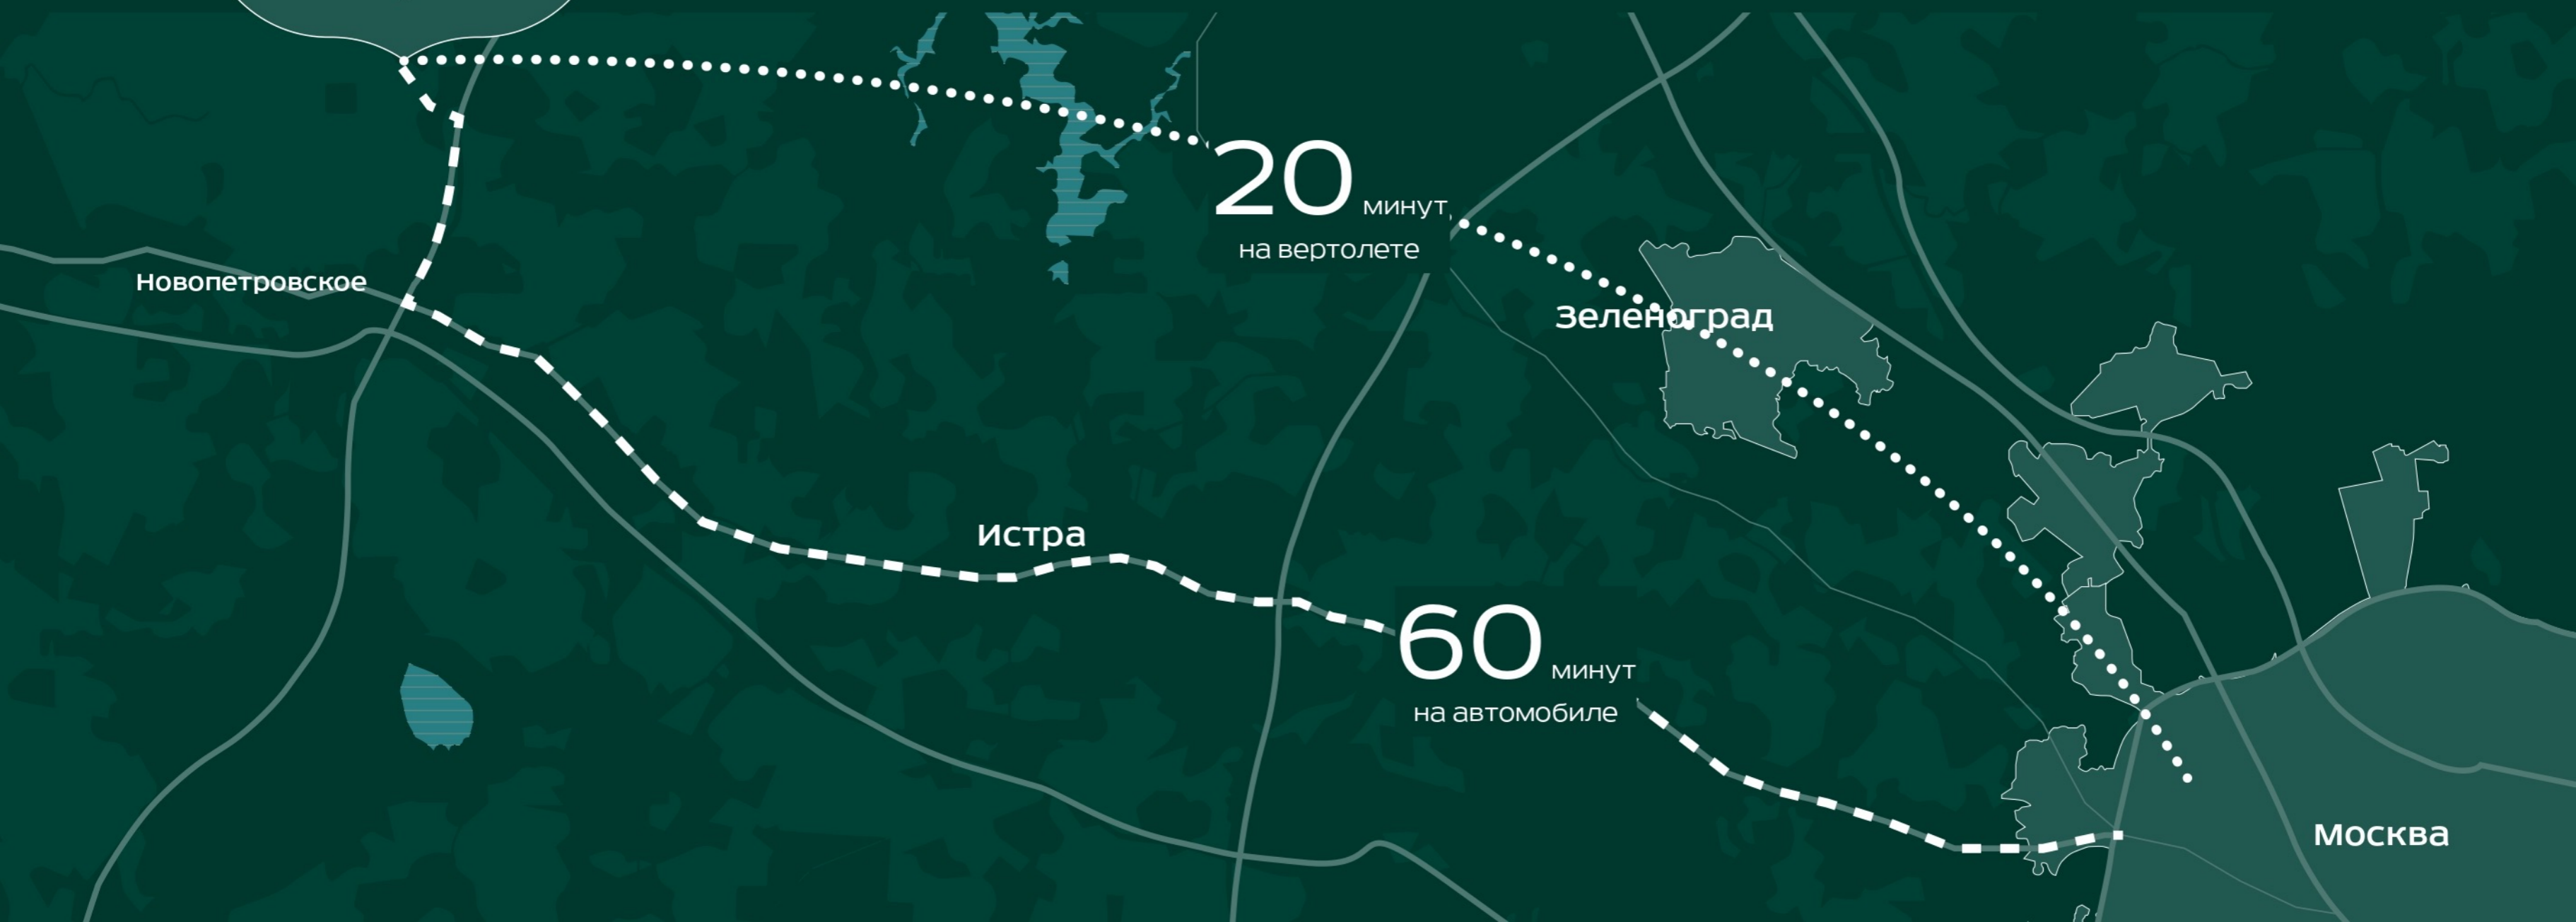 20 минут
на вертолете
Новопетровское
Зеленоград
Истра
60 минут
на автомобиле
Москва